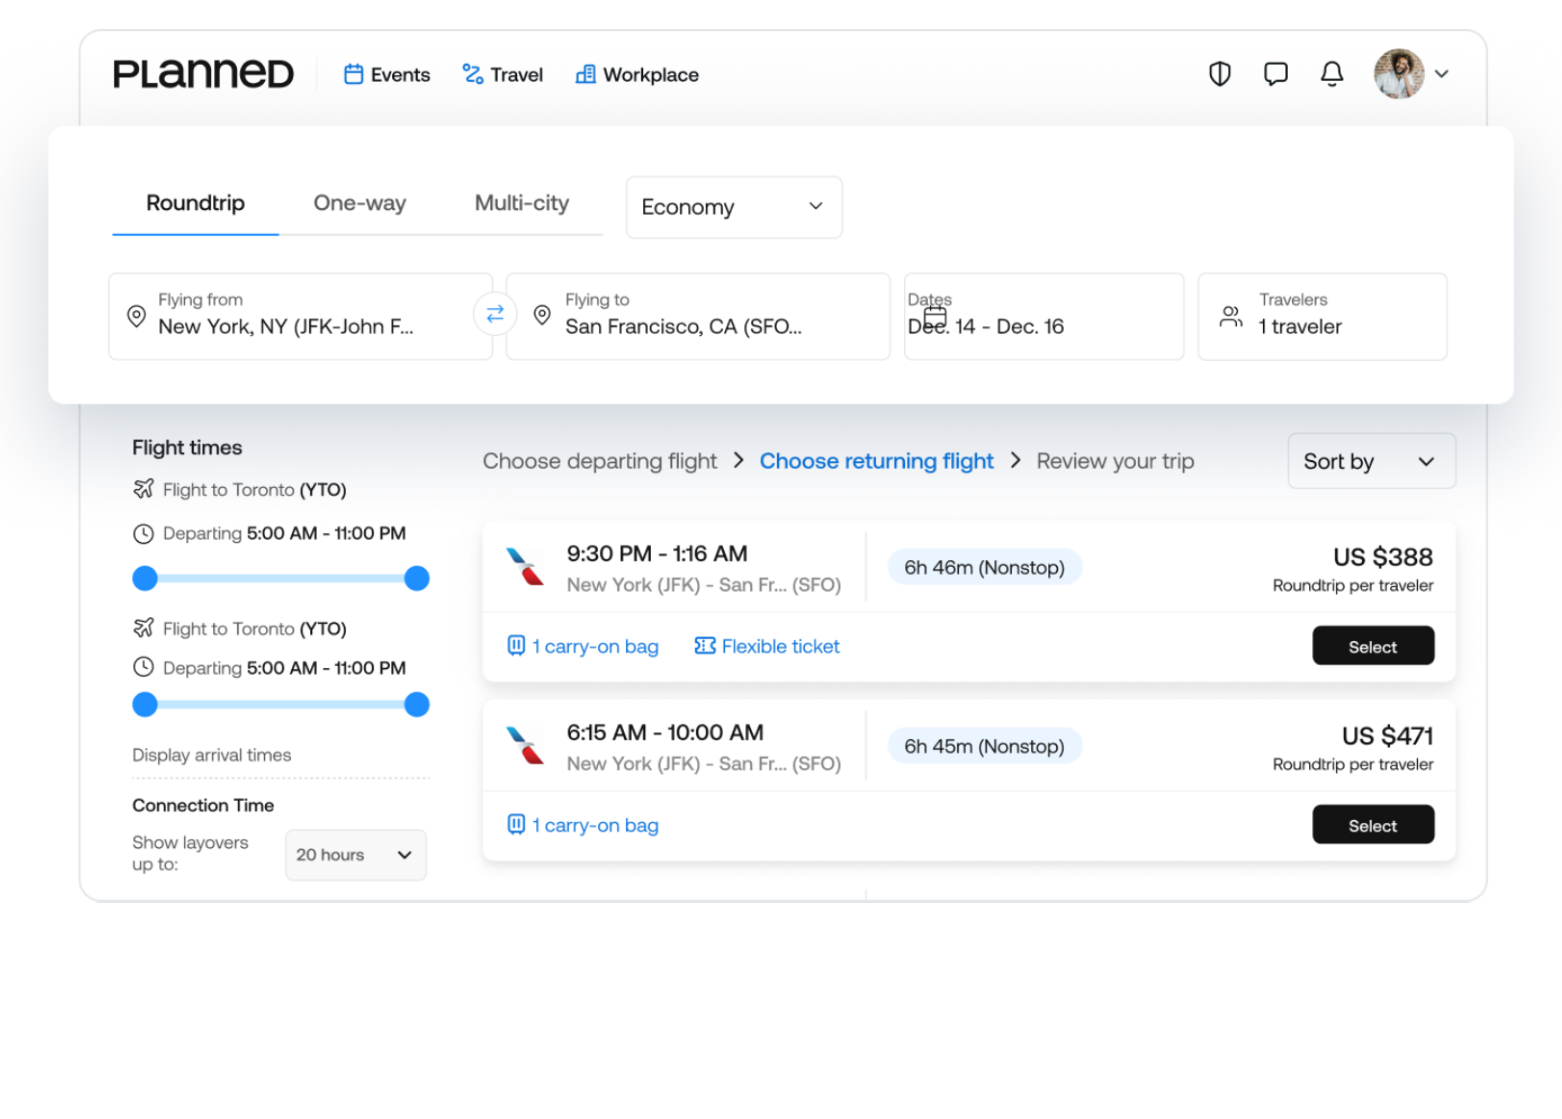 PLANNED
Events
Travel
Workplace
Roundtrip
One-way
Multi-city
Economy
Flying from
New York, NY (JFK-John F...
Flying to
San Francisco, CA (SFO...
Dates
Dec. 14 - Dec. 16
Travelers
1 traveler
Flight times
Flight to Toronto (YTO)
Departing 5:00 AM - 11:00 PM
Flight to Toronto (YTO)
Departing 5:00 AM - 11:00 PM
Display arrival times
Connection Time
Show layovers
up to:
20 hours
Choose departing flight > Choose returning flight > Review your trip
Sort by
9:30 PM - 1:16 AM
New York (JFK) - San Fr... (SFO)
6h 46m (Nonstop)
US $388
Roundtrip per traveler
1 carry-on bag
Flexible ticket
Select
6:15 AM - 10:00 AM
New York (JFK) - San Fr... (SFO)
6h 45m (Nonstop)
US $471
Roundtrip per traveler
1 carry-on bag
Select